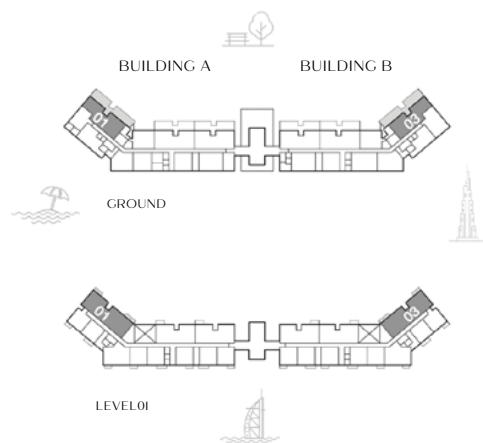 BUILDING A
BUILDING B
01
03
GROUND
01
03
LEVEL01